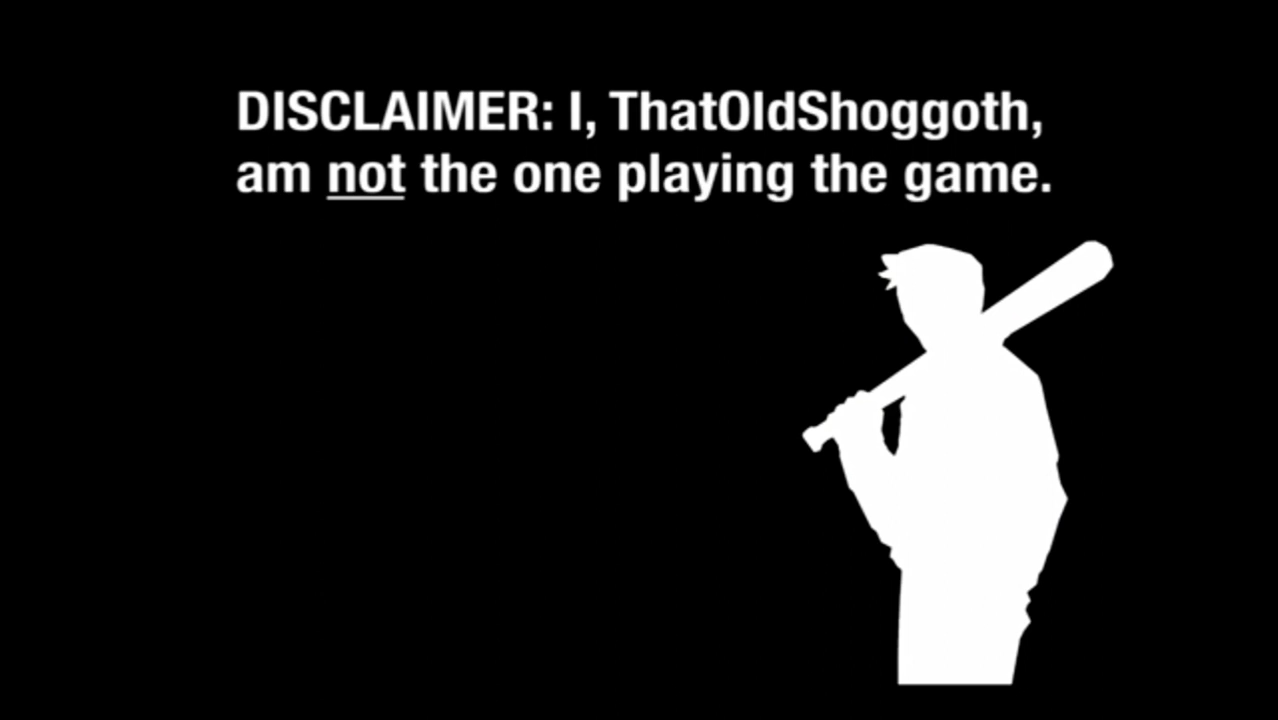 DISCLAIMER: I, ThatOldShoggoth,
am not the one playing the game.